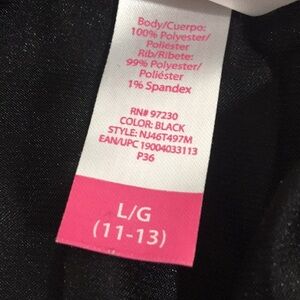 Body/Cuerpo:
100% Polyester/
Poliéster
Rib/Ribete:
99% Polyester/
Poliéster
1% Spandex
RN# 97230
COLOR: BLACK
STYLE: NJ46T497M
EAN/UPC 19004033113
P36
L/G
(11-13)